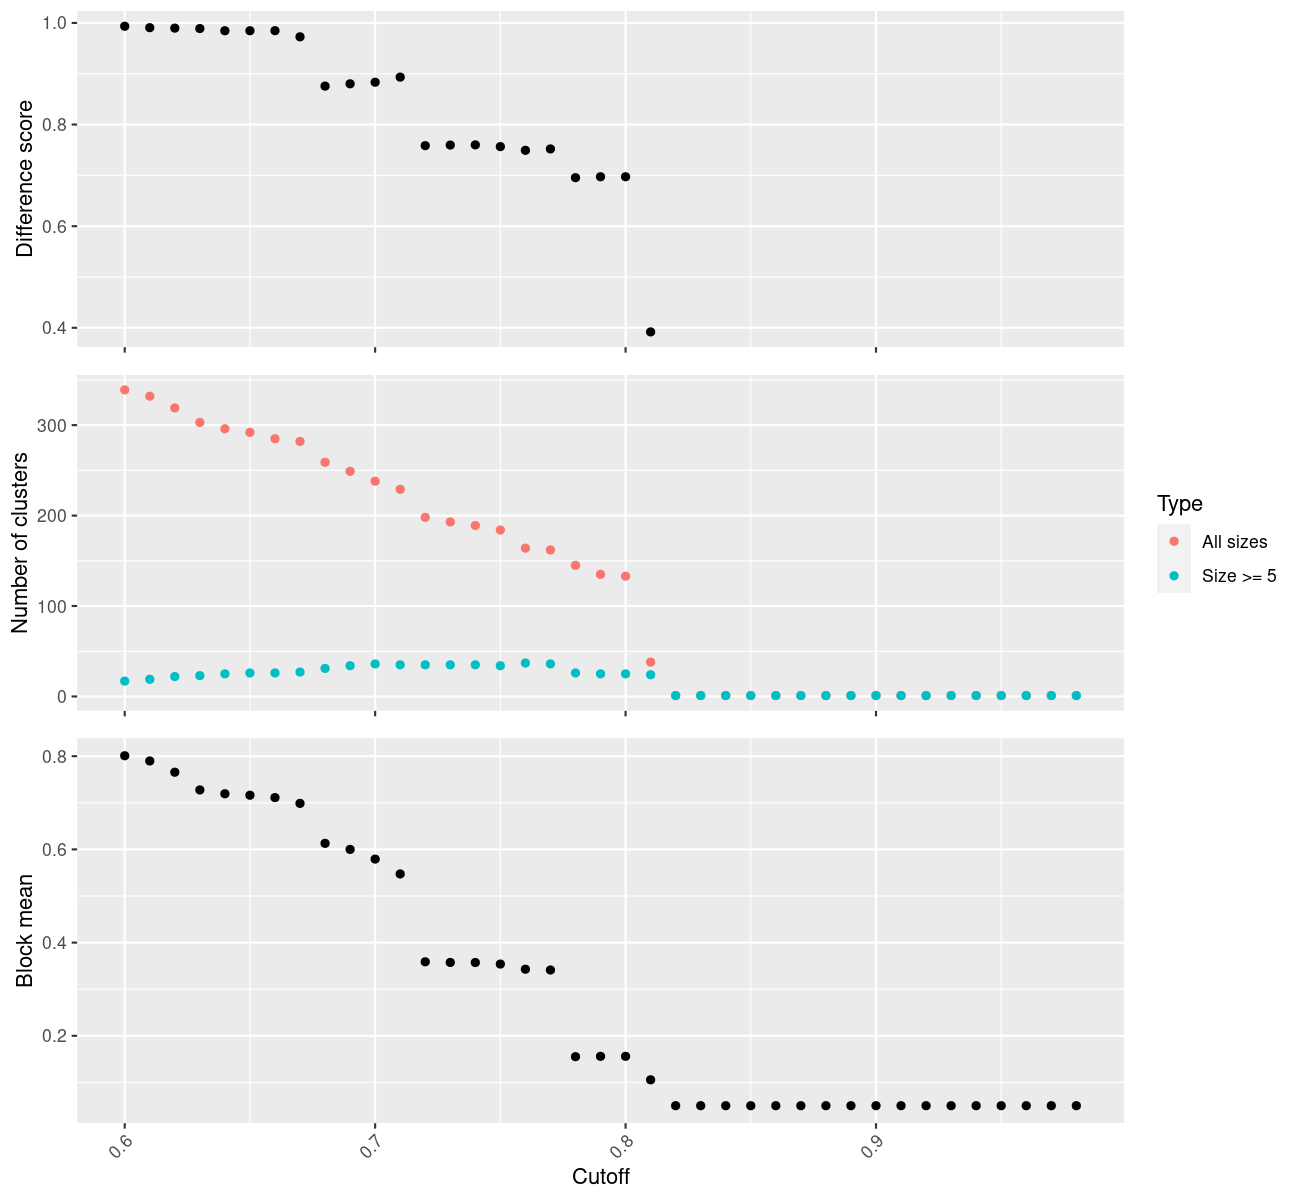 Difference score
1.0
0.8
0.6
0.4
Number of clusters
300
200
100
0
Type
All sizes
Size >= 5
Block mean
0.8
0.6
0.4
0.2
0.6
0.7
0.8
0.9
Cutoff